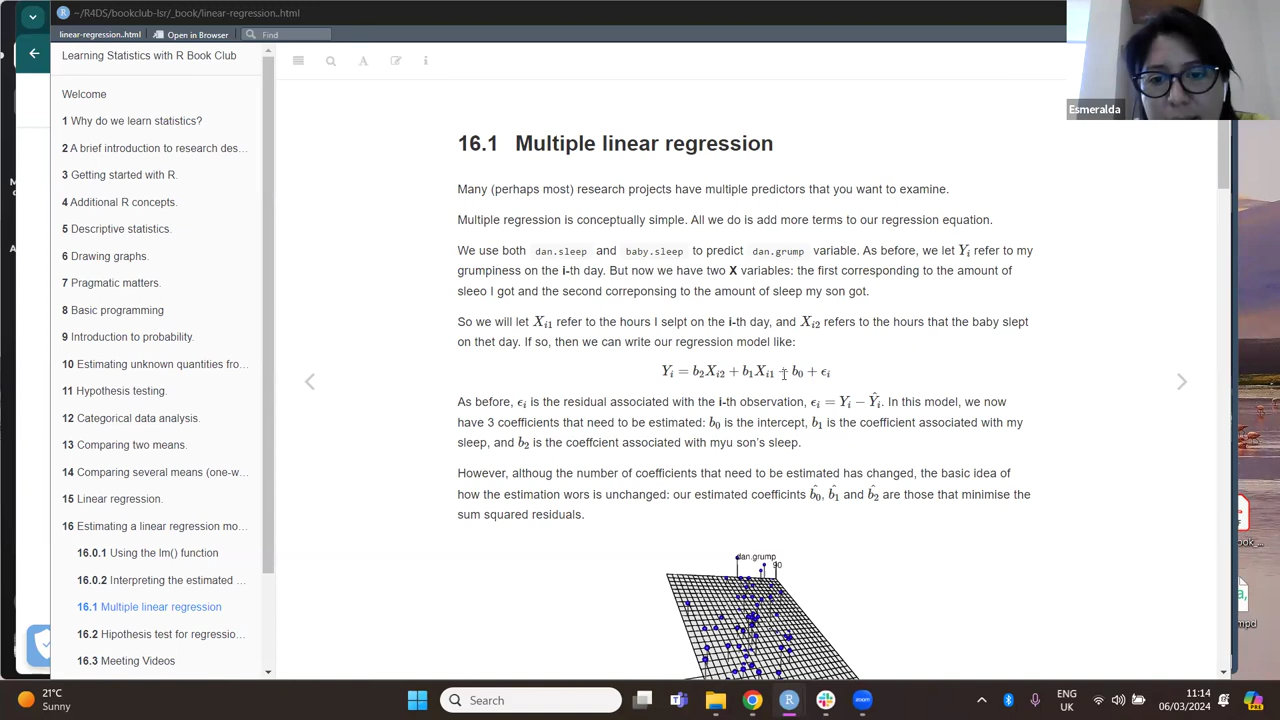 ~/R4DS/bookclub-lsr/_book/linear-regression..html
linear-regression..html Open in Browser Find
Learning Statistics with R Book Club
Welcome
1 Why do we learn statistics?
2 A brief introduction to research des...
3 Getting started with R.
4 Additional R concepts.
5 Descriptive statistics.
6 Drawing graphs.
7 Pragmatic matters.
8 Basic programming
9 Introduction to probability.
10 Estimating unknown quantities fro...
11 Hypothesis testing.
12 Categorical data analysis.
13 Comparing two means.
14 Comparing several means (one-w...
15 Linear regression.
16 Estimating a linear regression mo...
16.0.1 Using the lm() function
16.0.2 Interpreting the estimated ...
16.1 Multiple linear regression
16.2 Hipothesis test for regressio...
16.3 Meeting Videos
A
i
16.1 Multiple linear regression
Many (perhaps most) research projects have multiple predictors that you want to examine.
Multiple regression is conceptually simple. All we do is add more terms to our regression equation.
We use both dan.sleep and baby.sleep to predict dan.grump variable. As before, we let Yᵢ refer to my
grumpiness on the i-th day. But now we have two X variables: the first corresponding to the amount of
sleeo I got and the second correponsing to the amount of sleep my son got.
So we will let Xᵢ₁ refer to the hours I selpt on the i-th day, and Xᵢ₂ refers to the hours that the baby slept
on thet day. If so, then we can write our regression model like:
Yᵢ = b₂Xᵢ₂ + b₁Xᵢ₁ + b₀ + ϵᵢ
As before, ϵᵢ is the residual associated with the i-th observation, ϵᵢ = Yᵢ − Ŷᵢ. In this model, we now
have 3 coefficients that need to be estimated: b₀ is the intercept, b₁ is the coefficient associated with my
sleep, and b₂ is the coeffcient associated with myu son's sleep.
However, althoug the number of coefficients that need to be estimated has changed, the basic idea of
how the estimation wors is unchanged: our estimated coefficints b̂₀, b̂₁ and b̂₂ are those that minimise the
sum squared residuals.
dan.grump
90
Esmeralda
21°C
Sunny
Search
ENG
UK
11:14
06/03/2024
PRE